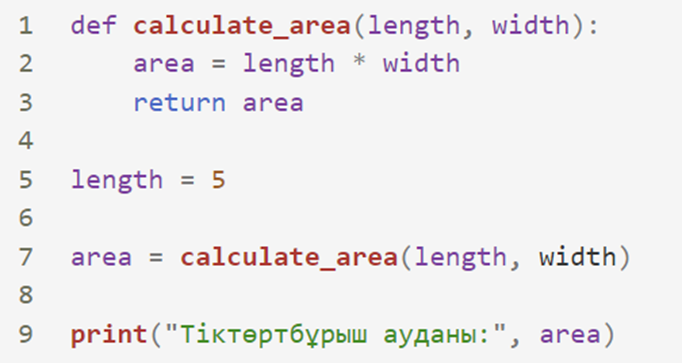 1 def calculate_area(length, width):
2     area = length * width
3     return area
4
5 length = 5
6
7 area = calculate_area(length, width)
8
9 print("Тіктөртбұрыш ауданы:", area)